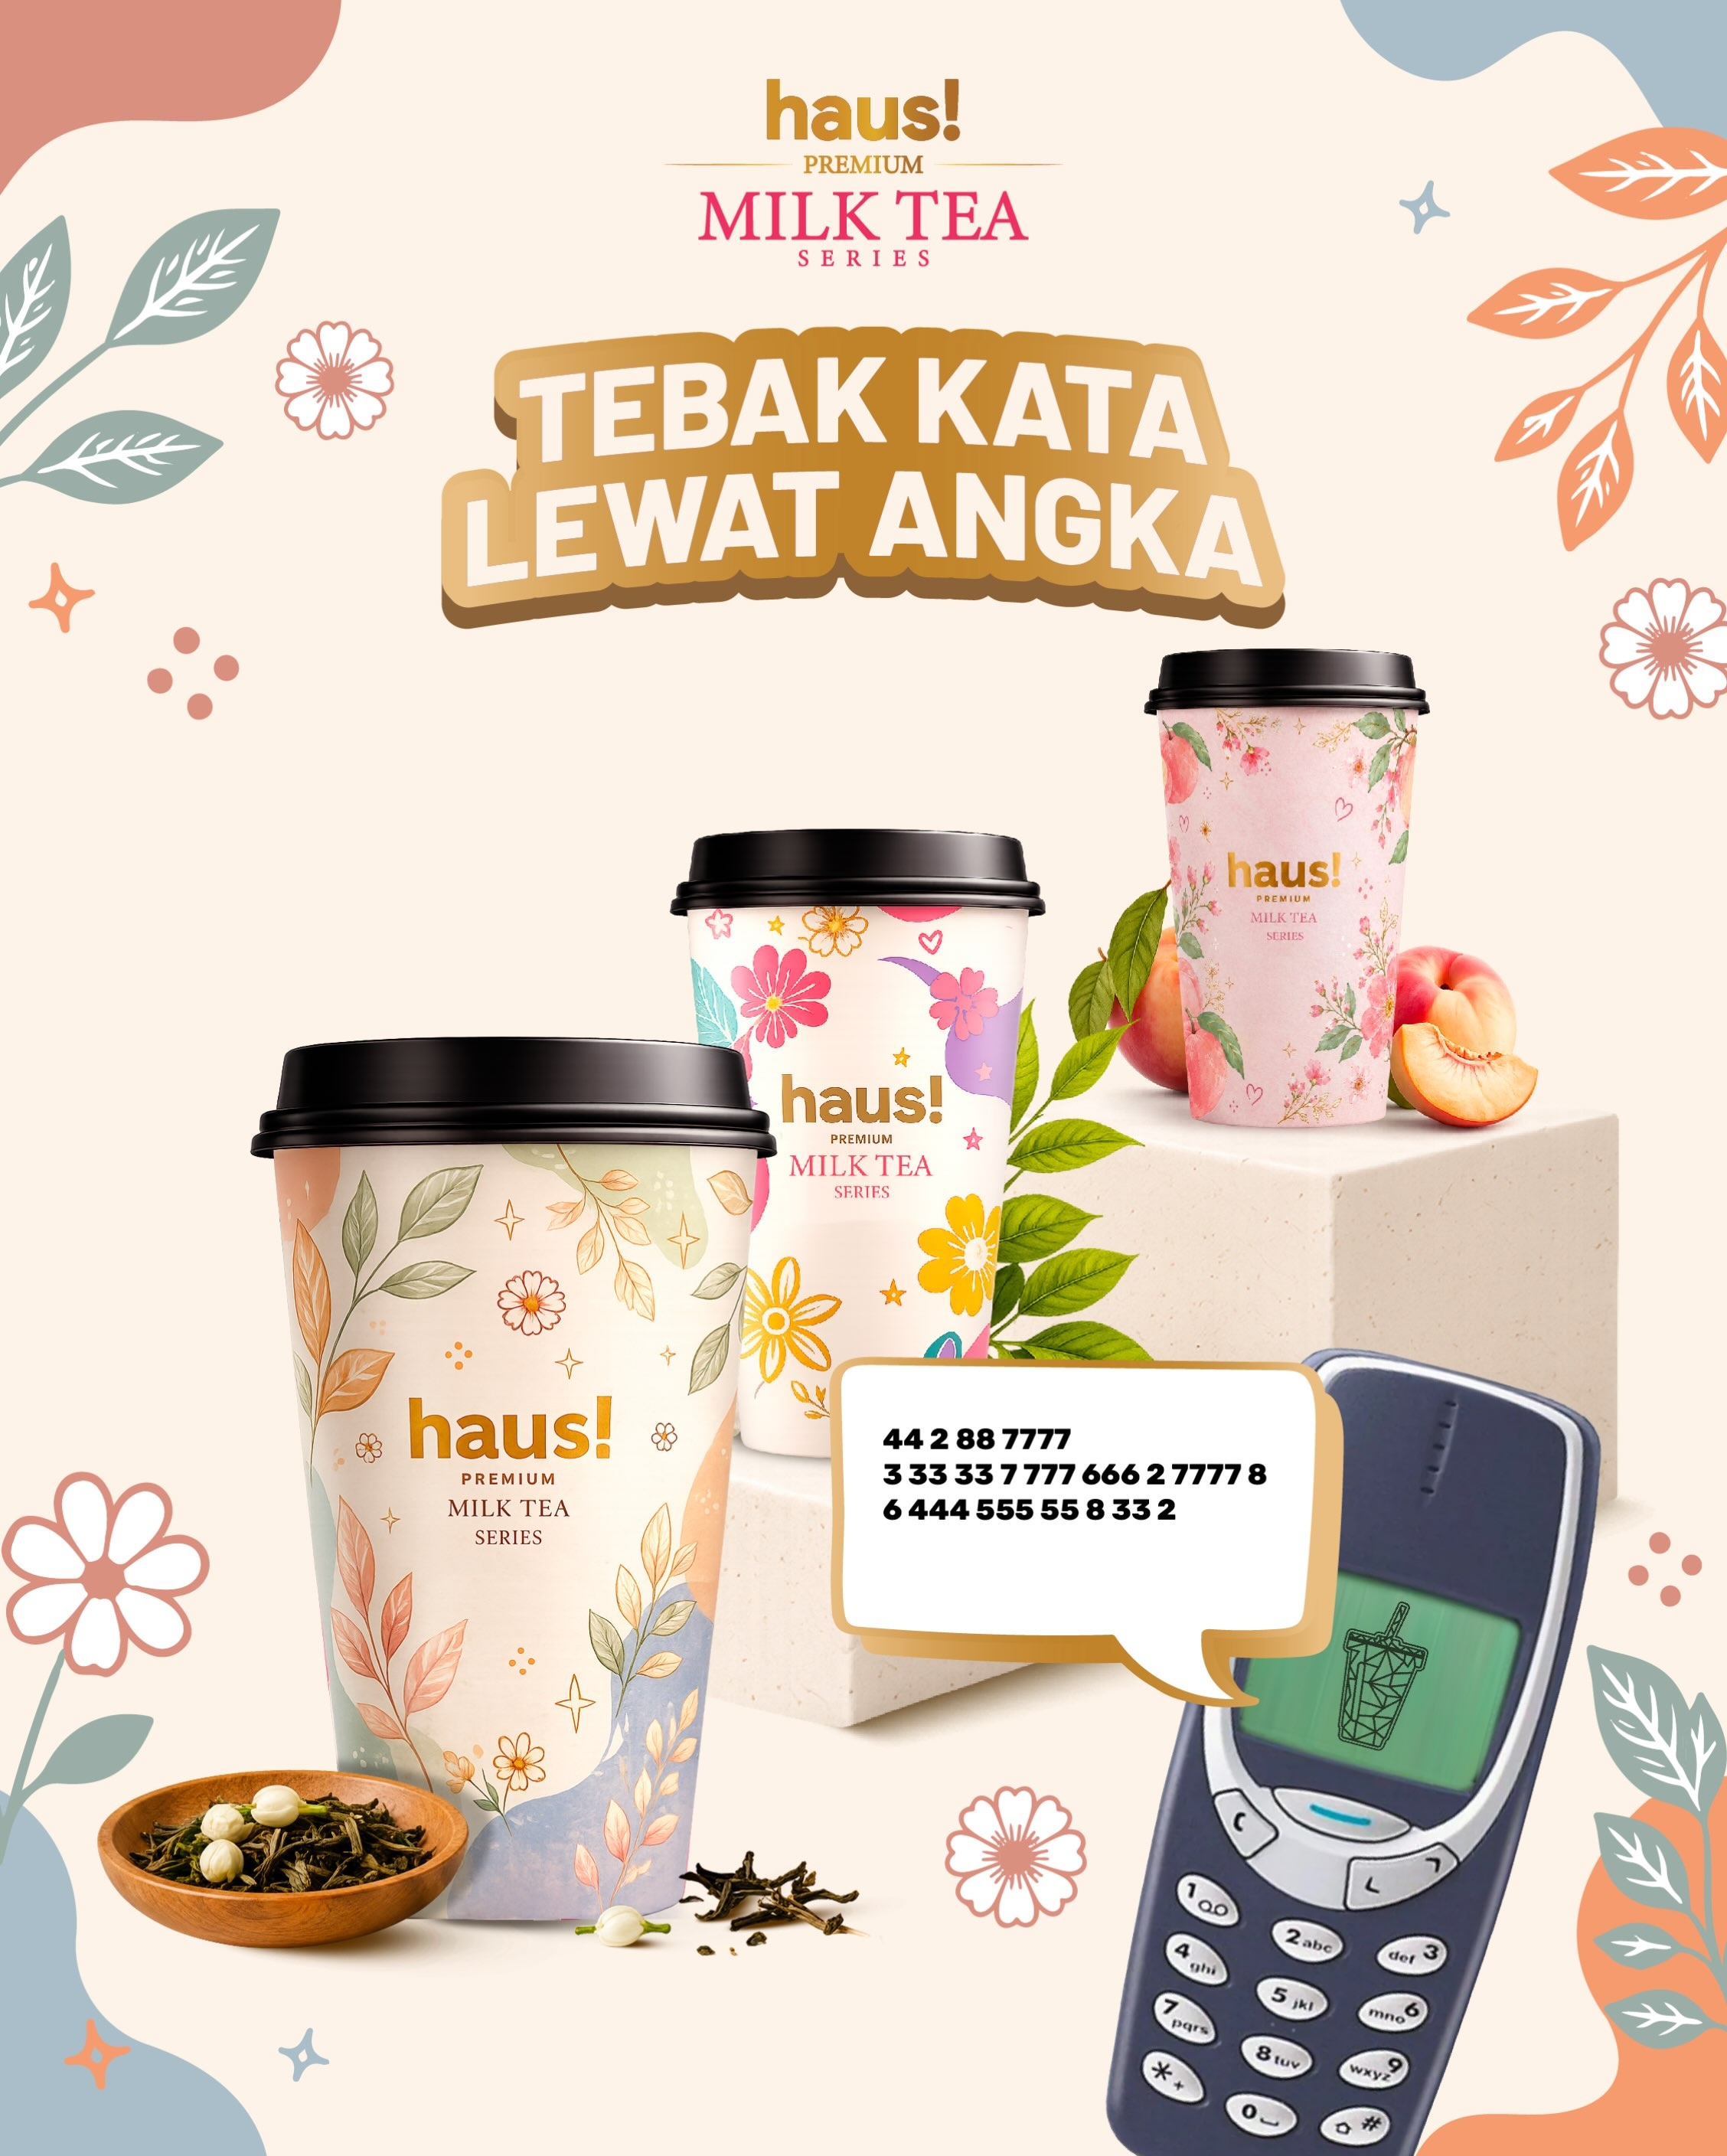 haus!
PREMIUM
MILK TEA
SERIES
TEBAK KATA
LEWAT ANGKA
haus!
PREMIUM
MILK TEA
SERIES
haus!
PREMIUM
MILK TEA
SERIES
haus!
PREMIUM
MILK TEA
SERIES
44 2 88 7777
3 33 33 7 777 666 2 7777 8
6 444 555 55 8 33 2
C
1
2 abc
def 3
4 ghi
5 jkl
mno 6
7 pqrs
8 tuv
wxyz 9
* +
0
#